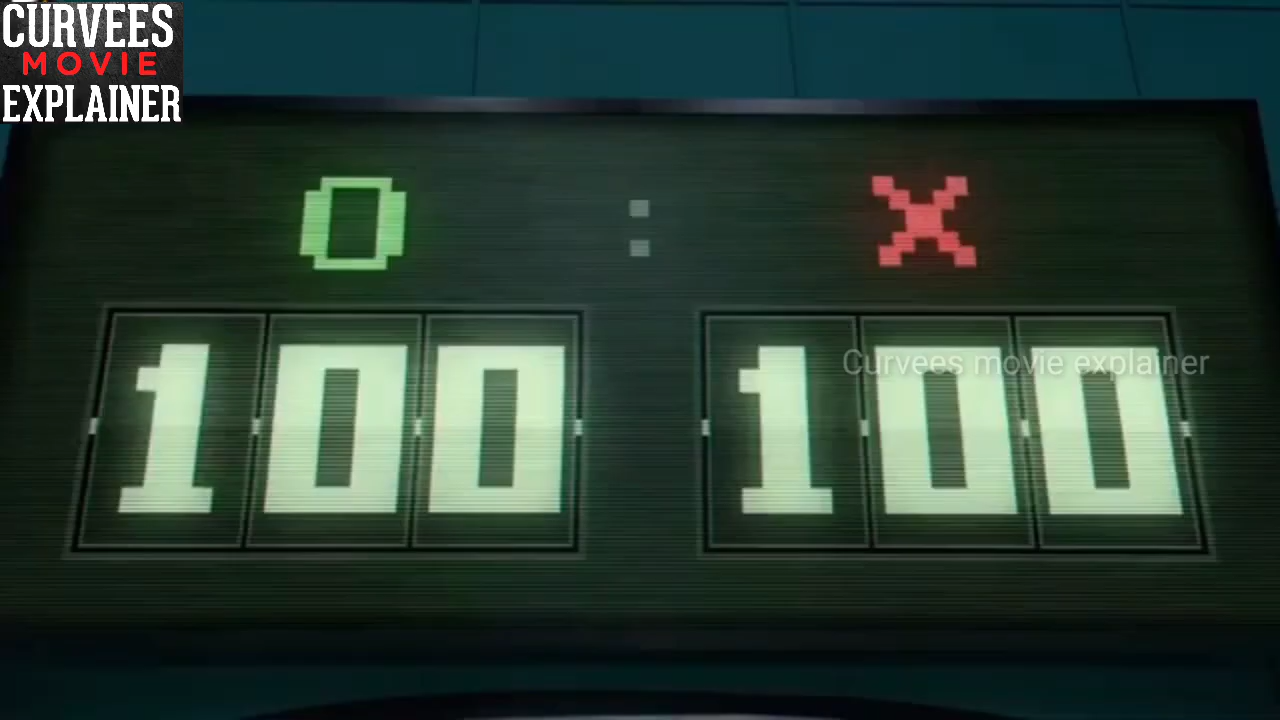 CURVEES
MOVIE
EXPLAINER
O : X
100 100
Curvees movie explainer